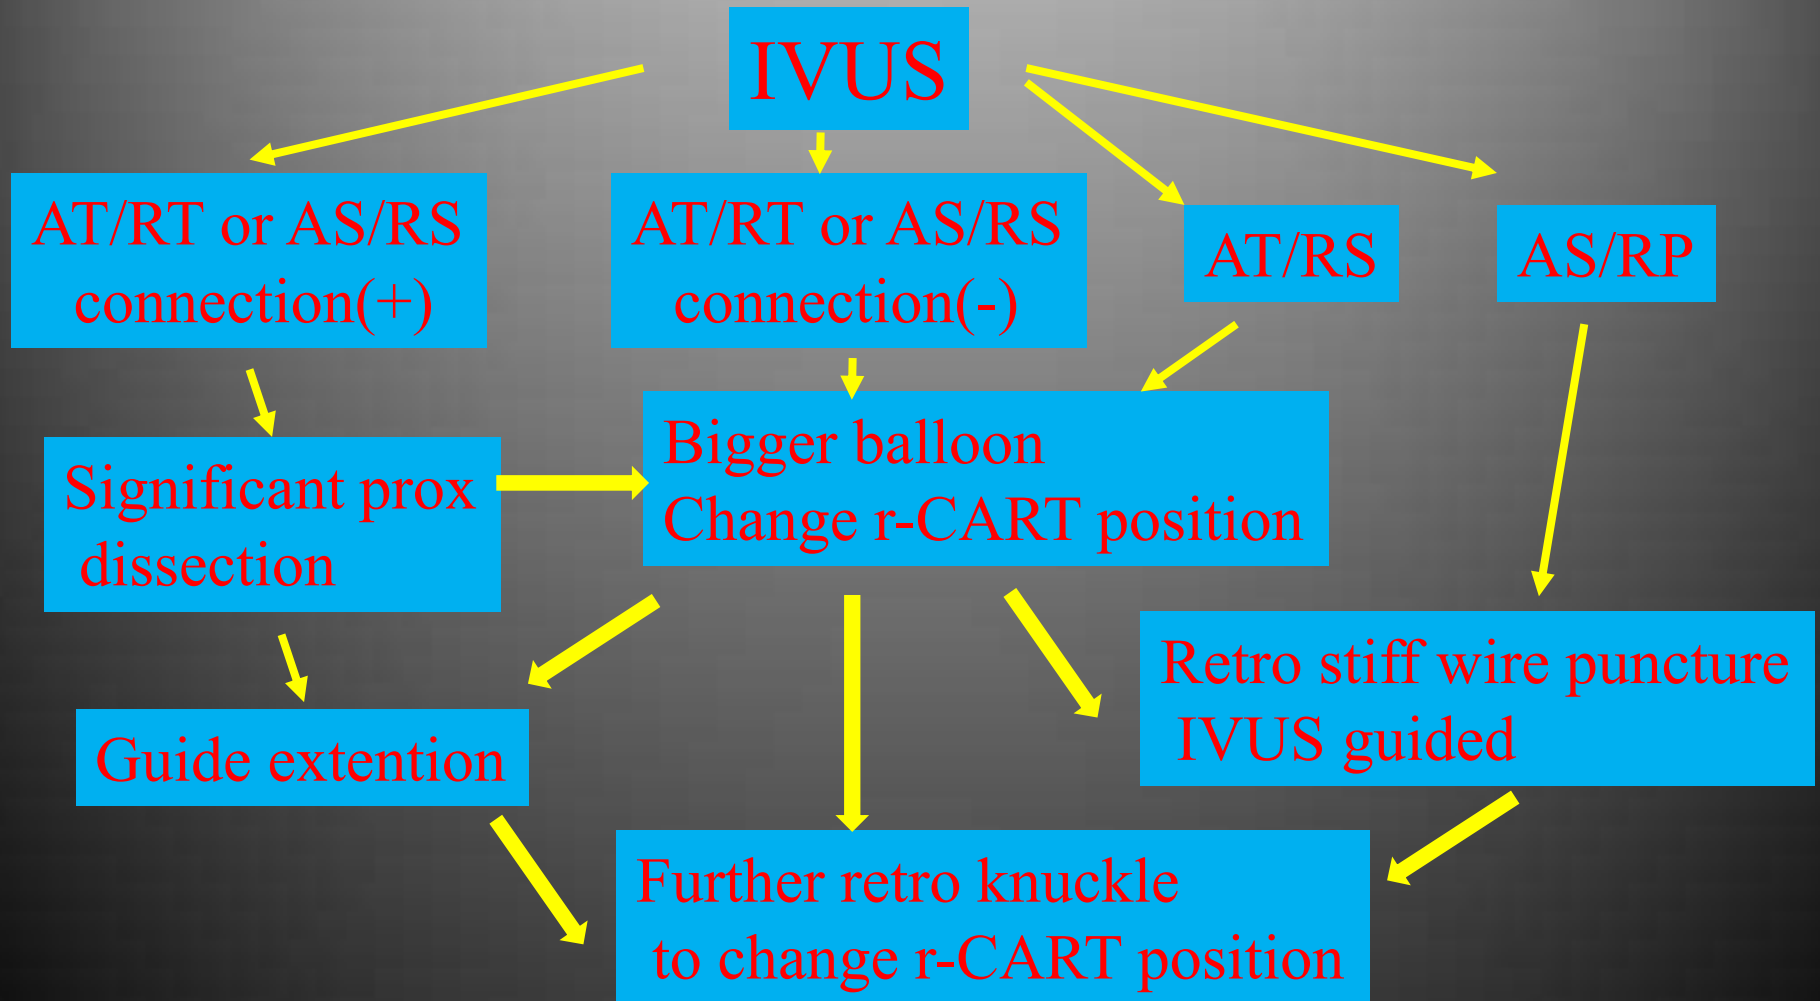 IVUS
AT/RT or AS/RS
connection(+)
AT/RT or AS/RS
connection(-)
AT/RS
AS/RP
Significant prox
dissection
Bigger balloon
Change r-CART position
Guide extention
Retro stiff wire puncture
IVUS guided
Further retro knuckle
to change r-CART position